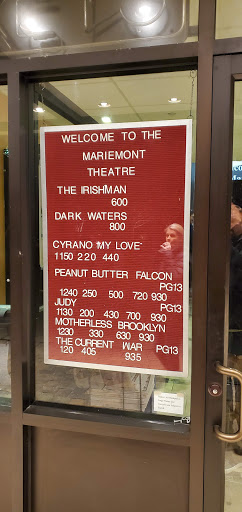 WELCOME TO THE
MARIEMONT
THEATRE
THE IRISHMAN
600
DARK WATERS
800
CYRANO 'MY LOVE'
1150 220 440
PEANUT BUTTER FALCON
PG13
1240 250 500 720 930
JUDY PG13
1130 200 430 700 930
MOTHERLESS BROOKLYN
1230 330 630 930
THE CURRENT WAR PG13
120 405 935